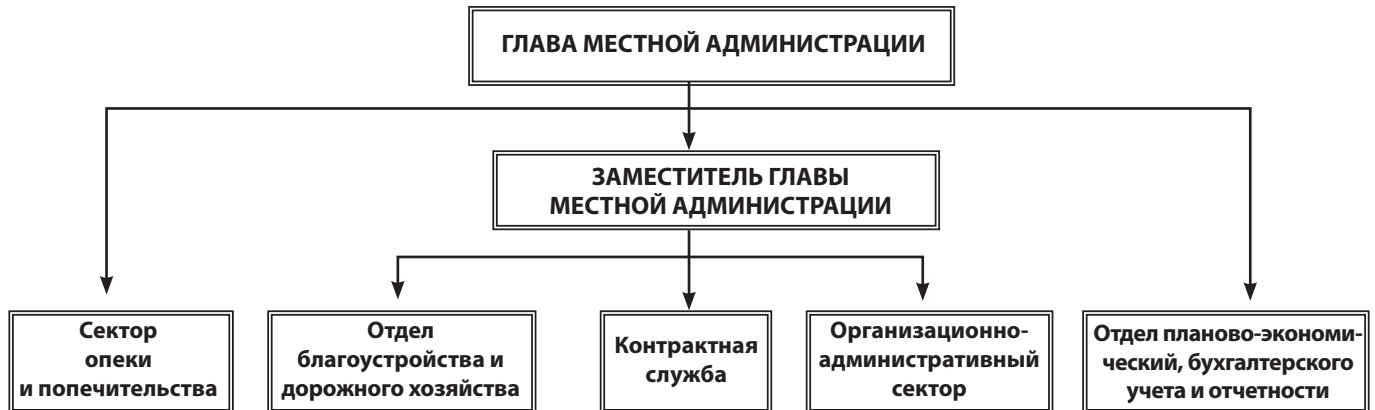 ГЛАВА МЕСТНОЙ АДМИНИСТРАЦИИ
ЗАМЕСТИТЕЛЬ ГЛАВЫ
МЕСТНОЙ АДМИНИСТРАЦИИ
Сектор
опеки
и попечительства
Отдел
благоустройства и
дорожного хозяйства
Контрактная
служба
Организационно-
административный
сектор
Отдел планово-экономи-
ческий, бухгалтерского
учета и отчетности